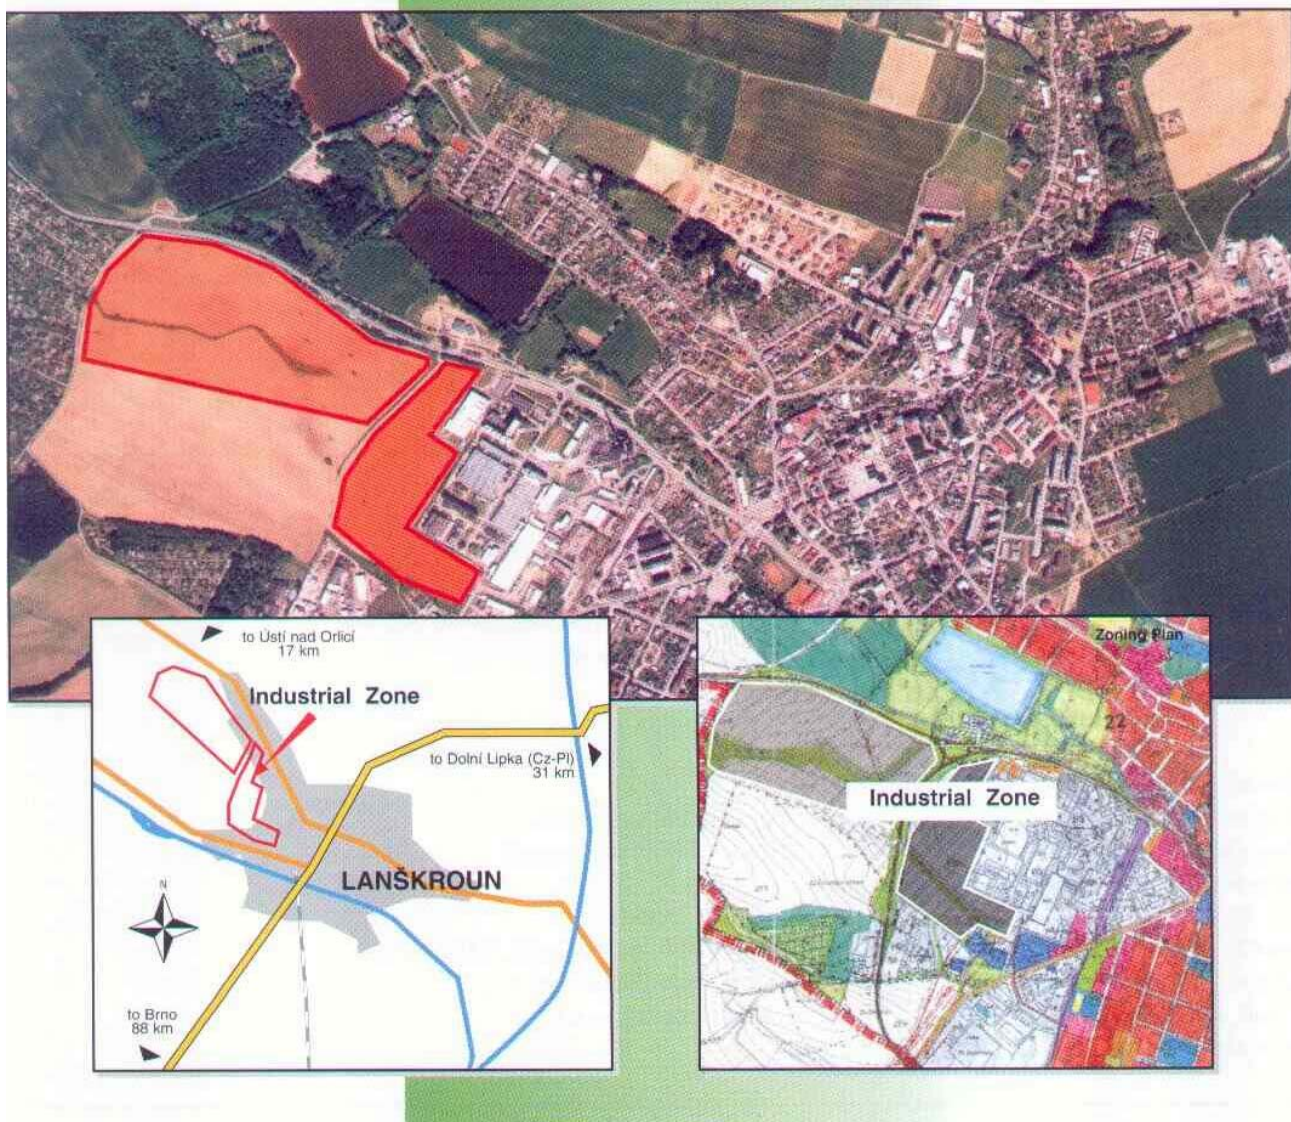 to Ústí nad Orlicí
17 km
Industrial Zone
to Dolní Lipka (Cz-Pl)
31 km
LANŠKROUN
N
to Brno
88 km
Zoning Plan
22
Industrial Zone